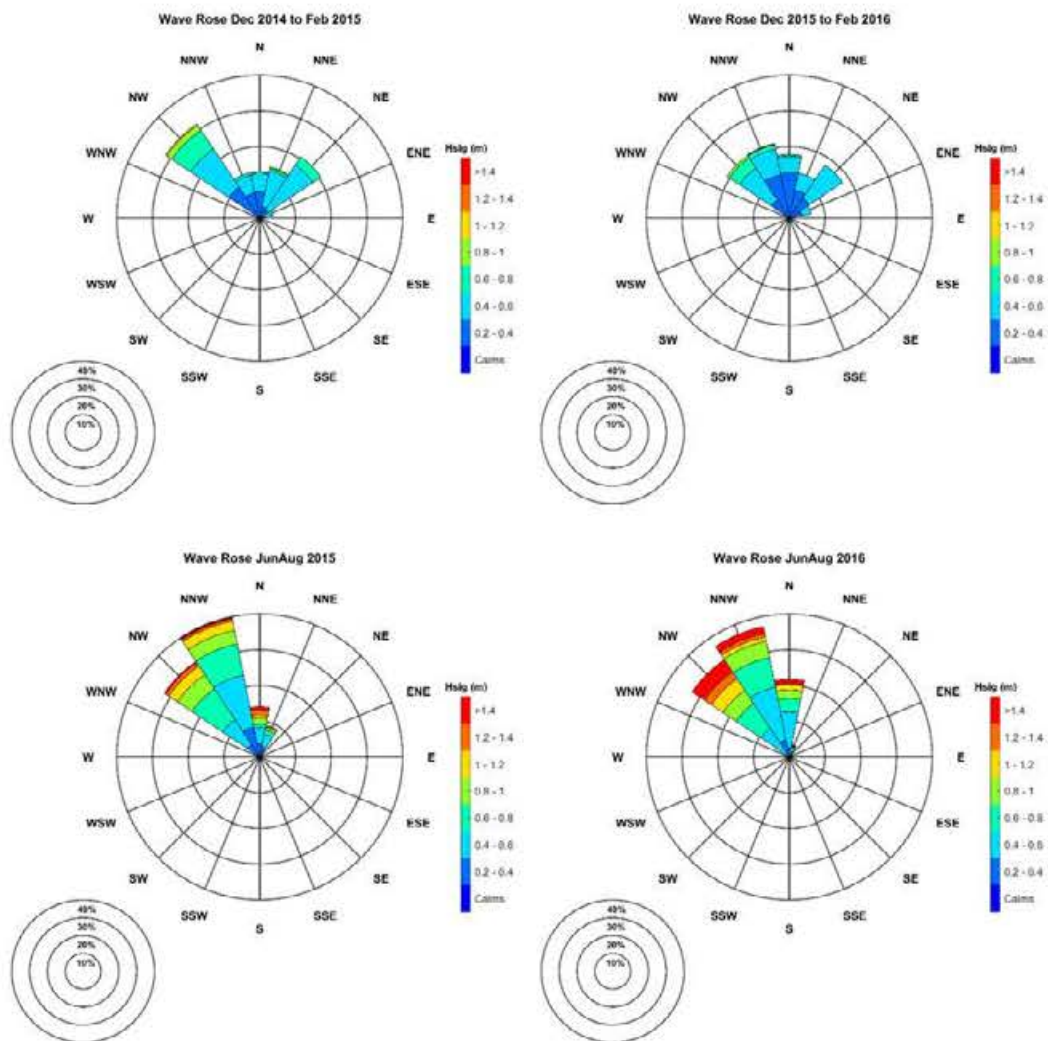 Wave Rose Dec 2014 to Feb 2015
N
NNW NNE
NW NE
WNW ENE
W E
WSW ESE
SW SE
SSW SSE
S
Hsig (m)
>1.4
1.2 - 1.4
1 - 1.2
0.8 - 1
0.6 - 0.8
0.4 - 0.6
0.2 - 0.4
Calms
40%
30%
20%
10%
Wave Rose Dec 2015 to Feb 2016
N
NNW NNE
NW NE
WNW ENE
W E
WSW ESE
SW SE
SSW SSE
S
Hsig (m)
>1.4
1.2 - 1.4
1 - 1.2
0.8 - 1
0.6 - 0.8
0.4 - 0.6
0.2 - 0.4
Calms
40%
30%
20%
10%
Wave Rose JunAug 2015
N
NNW NNE
NW NE
WNW ENE
W E
WSW ESE
SW SE
SSW SSE
S
Hsig (m)
>1.4
1.2 - 1.4
1 - 1.2
0.8 - 1
0.6 - 0.8
0.4 - 0.6
0.2 - 0.4
Calms
40%
30%
20%
10%
Wave Rose JunAug 2016
N
NNW NNE
NW NE
WNW ENE
W E
WSW ESE
SW SE
SSW SSE
S
Hsig (m)
>1.4
1.2 - 1.4
1 - 1.2
0.8 - 1
0.6 - 0.8
0.4 - 0.6
0.2 - 0.4
Calms
40%
30%
20%
10%